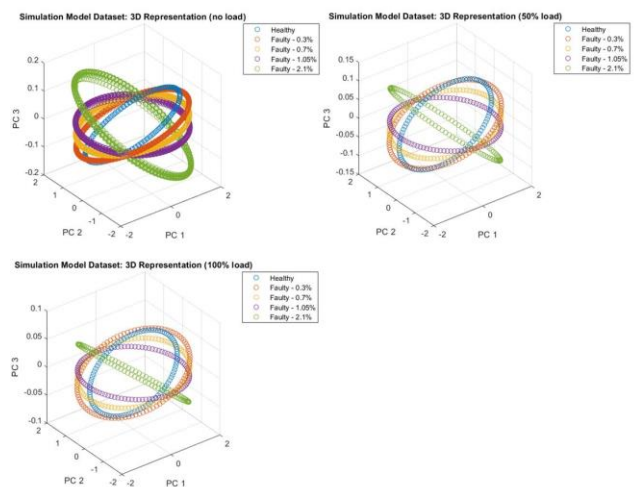 Simulation Model Dataset: 3D Representation (no load)
Healthy
Faulty - 0.3%
Faulty - 0.7%
Faulty - 1.05%
Faulty - 2.1%
0.2
0.1
0
-0.1
-0.2
PC 3
2
1
0
-1
-2
PC 2
-2
0
2
PC 1
Simulation Model Dataset: 3D Representation (50% load)
Healthy
Faulty - 0.3%
Faulty - 0.7%
Faulty - 1.05%
Faulty - 2.1%
0.15
0.1
0.05
0
-0.05
-0.1
-0.15
PC 3
2
1
0
-1
-2
PC 2
-2
0
2
PC 1
Simulation Model Dataset: 3D Representation (100% load)
Healthy
Faulty - 0.3%
Faulty - 0.7%
Faulty - 1.05%
Faulty - 2.1%
0.1
0.05
0
-0.05
-0.1
PC 3
2
1
0
-1
-2
PC 2
-2
0
2
PC 1